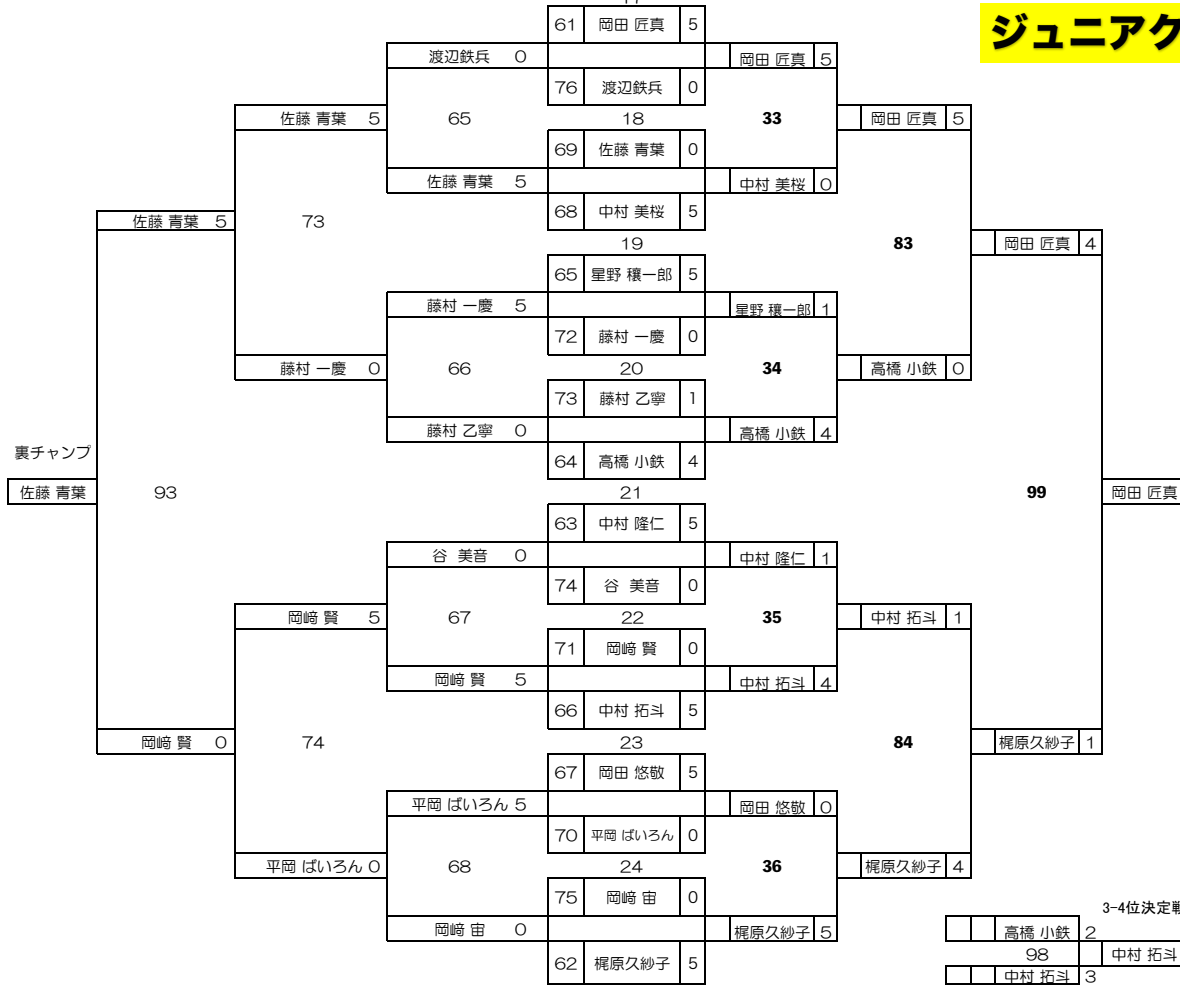 ジュニアク
61 岡田 匠真 5
渡辺鉄兵 0
岡田 匠真 5
76 渡辺鉄兵 0
佐藤 青葉 5
65
18
33
岡田 匠真 5
69 佐藤 青葉 0
佐藤 青葉 5
中村 美桜 0
68 中村 美桜 5
佐藤 青葉 5
73
19
83
岡田 匠真 4
65 星野 穰一郎 5
藤村 一慶 5
星野 穰一郎 1
72 藤村 一慶 0
藤村 一慶 0
66
20
34
高橋 小鉄 0
73 藤村 乙寧 1
藤村 乙寧 0
高橋 小鉄 4
裏チャンプ
64 高橋 小鉄 4
佐藤 青葉
93
21
99
岡田 匠真
63 中村 隆仁 5
谷 美音 0
中村 隆仁 1
74 谷 美音 0
岡﨑 賢 5
67
22
35
中村 拓斗 1
71 岡﨑 賢 0
岡﨑 賢 5
中村 拓斗 4
66 中村 拓斗 5
岡﨑 賢 0
74
23
84
梶原久紗子 1
67 岡田 悠敬 5
平岡 ぱいろん 5
岡田 悠敬 0
70 平岡 ぱいろん 0
平岡 ぱいろん 0
68
24
36
梶原久紗子 4
75 岡﨑 宙 0
3-4位決定戦
岡﨑 宙 0
梶原久紗子 5
高橋 小鉄 2
62 梶原久紗子 5
98
中村 拓斗
中村 拓斗 3